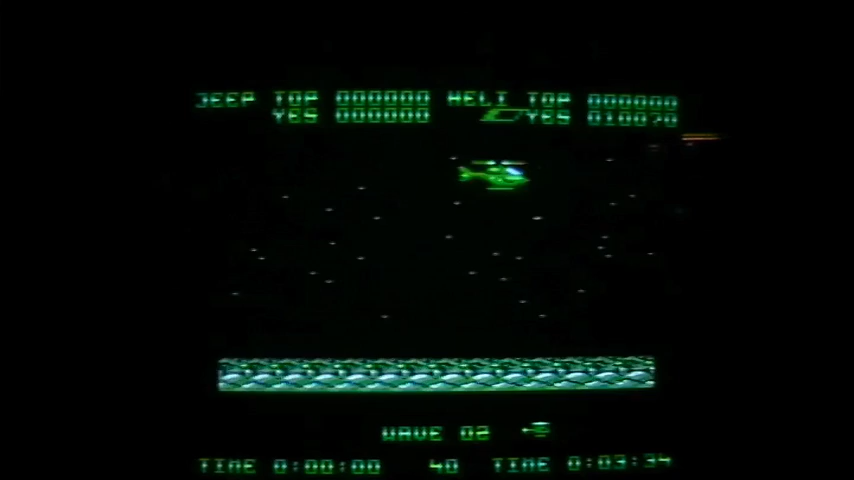 JEEP TOP 000000 HELI TOP 000000
YES 000000 YES 010070
WAVE 02
TIME 0:00:00 40 TIME 0:03:34